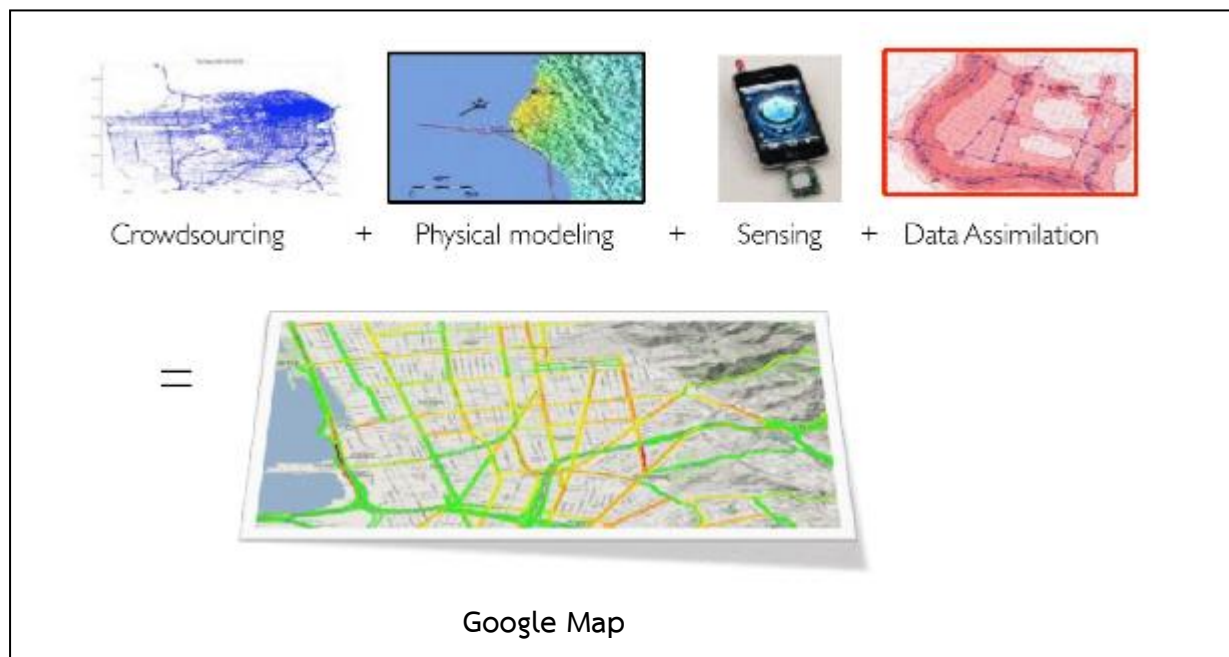 Crowdsourcing + Physical modeling + Sensing + Data Assimilation
=
Google Map